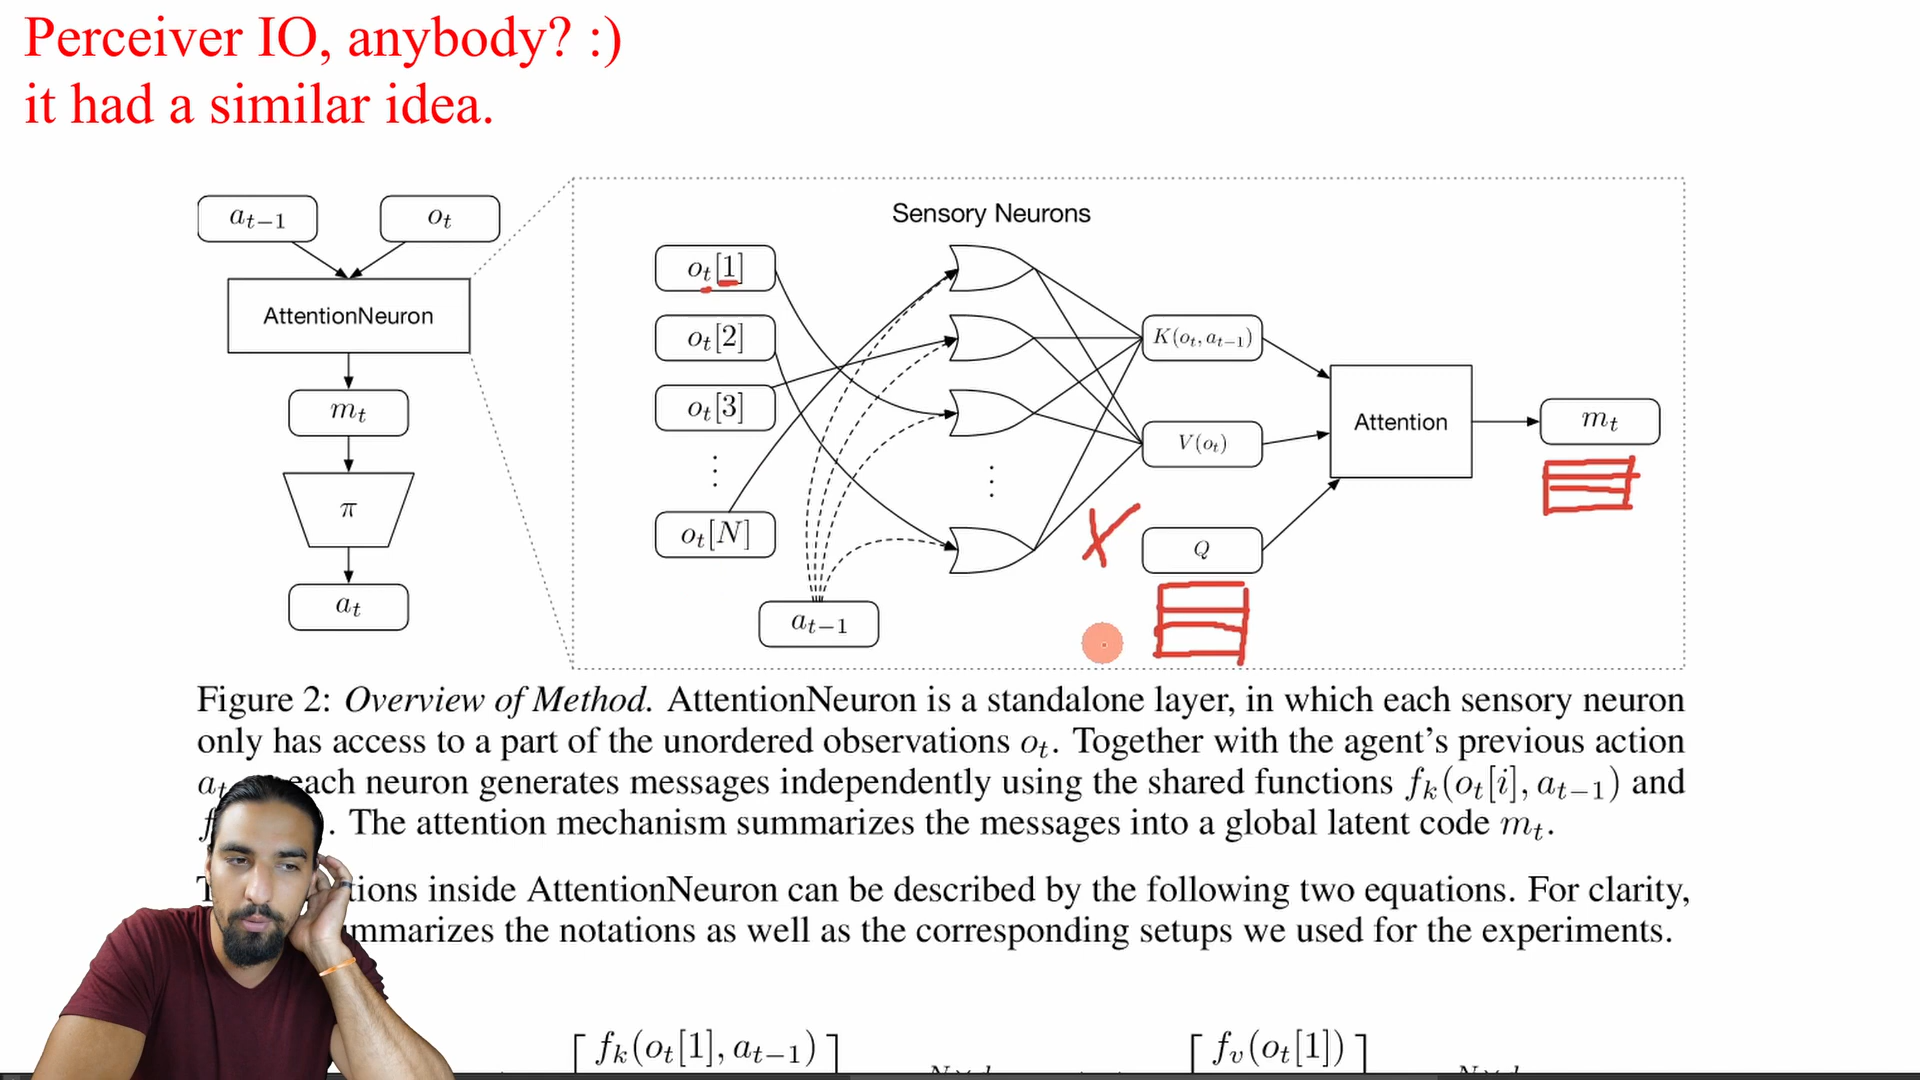 Perceiver IO, anybody? :)
it had a similar idea.
Sensory Neurons
a_{t-1}
o_t
AttentionNeuron
m_t
π
a_t
o_t[1]
o_t[2]
o_t[3]
o_t[N]
a_{t-1}
K(o_t, a_{t-1})
V(o_t)
Q
Attention
m_t
Figure 2: Overview of Method. AttentionNeuron is a standalone layer, in which each sensory neuron
only has access to a part of the unordered observations o_t. Together with the agent's previous action
each neuron generates messages independently using the shared functions f_k(o_t[i], a_{t-1}) and
. The attention mechanism summarizes the messages into a global latent code m_t.
inside AttentionNeuron can be described by the following two equations. For clarity,
the notations as well as the corresponding setups we used for the experiments.
f_k(o_t[1], a_{t-1})
f_v(o_t[1])